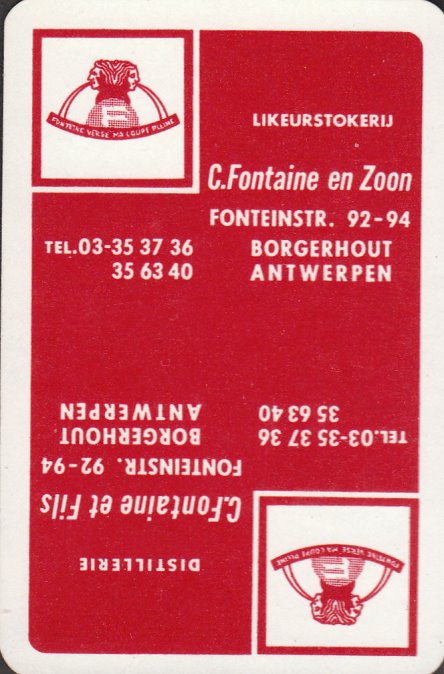 FONTEINE VERSE MA COUPE PLEINE
LIKEURSTOKERIJ
C.Fontaine en Zoon
FONTEINSTR. 92-94
BORGERHOUT
ANTWERPEN
TEL.03-35 37 36
35 63 40
DISTILLERIE
C.Fontaine et Fils
FONTEINSTR. 92-94
BORGERHOUT
ANTWERPEN
TEL.03-35 37 36
35 63 40
FONTEINE VERSE MA COUPE PLEINE